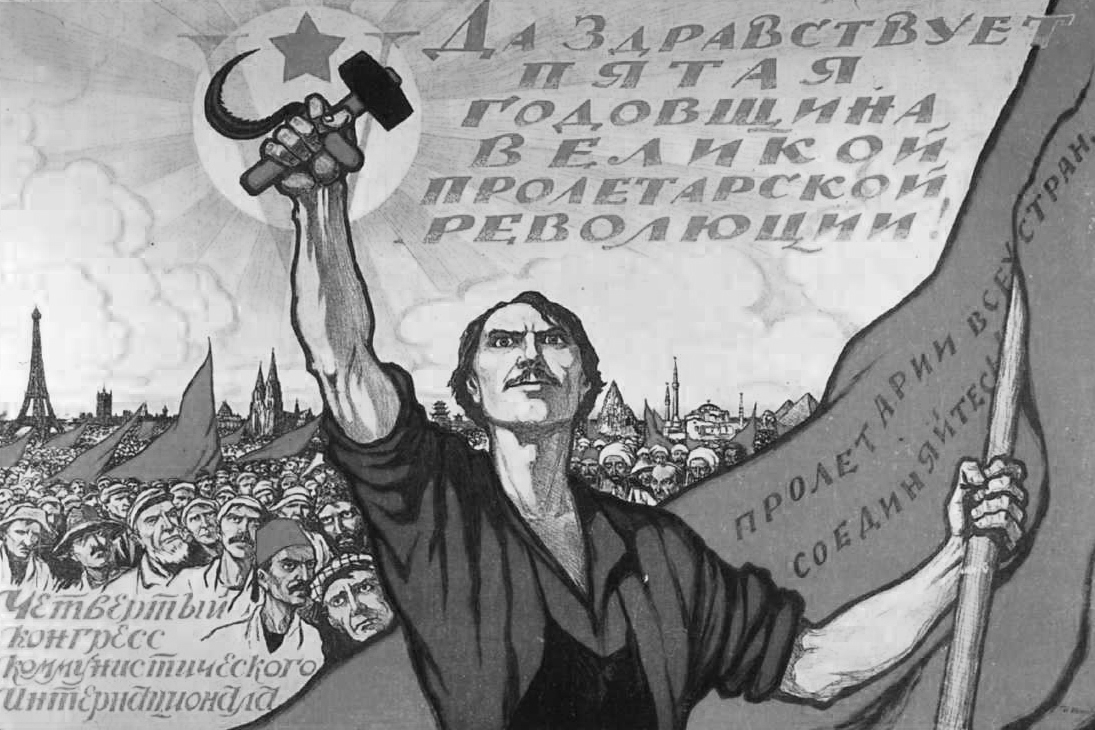 Да Здравствует
ПЯТАЯ
ГОДОВЩИНА
ВЕЛИКОЙ
ПРОЛЕТАРСКОЙ
РЕВОЛЮЦИИ!
ПРОЛЕТАРИИ ВСЕХ СТРАН,
СОЕДИНЯЙТЕСЬ
Четвертый
конгресс
коммунистического
интернационала